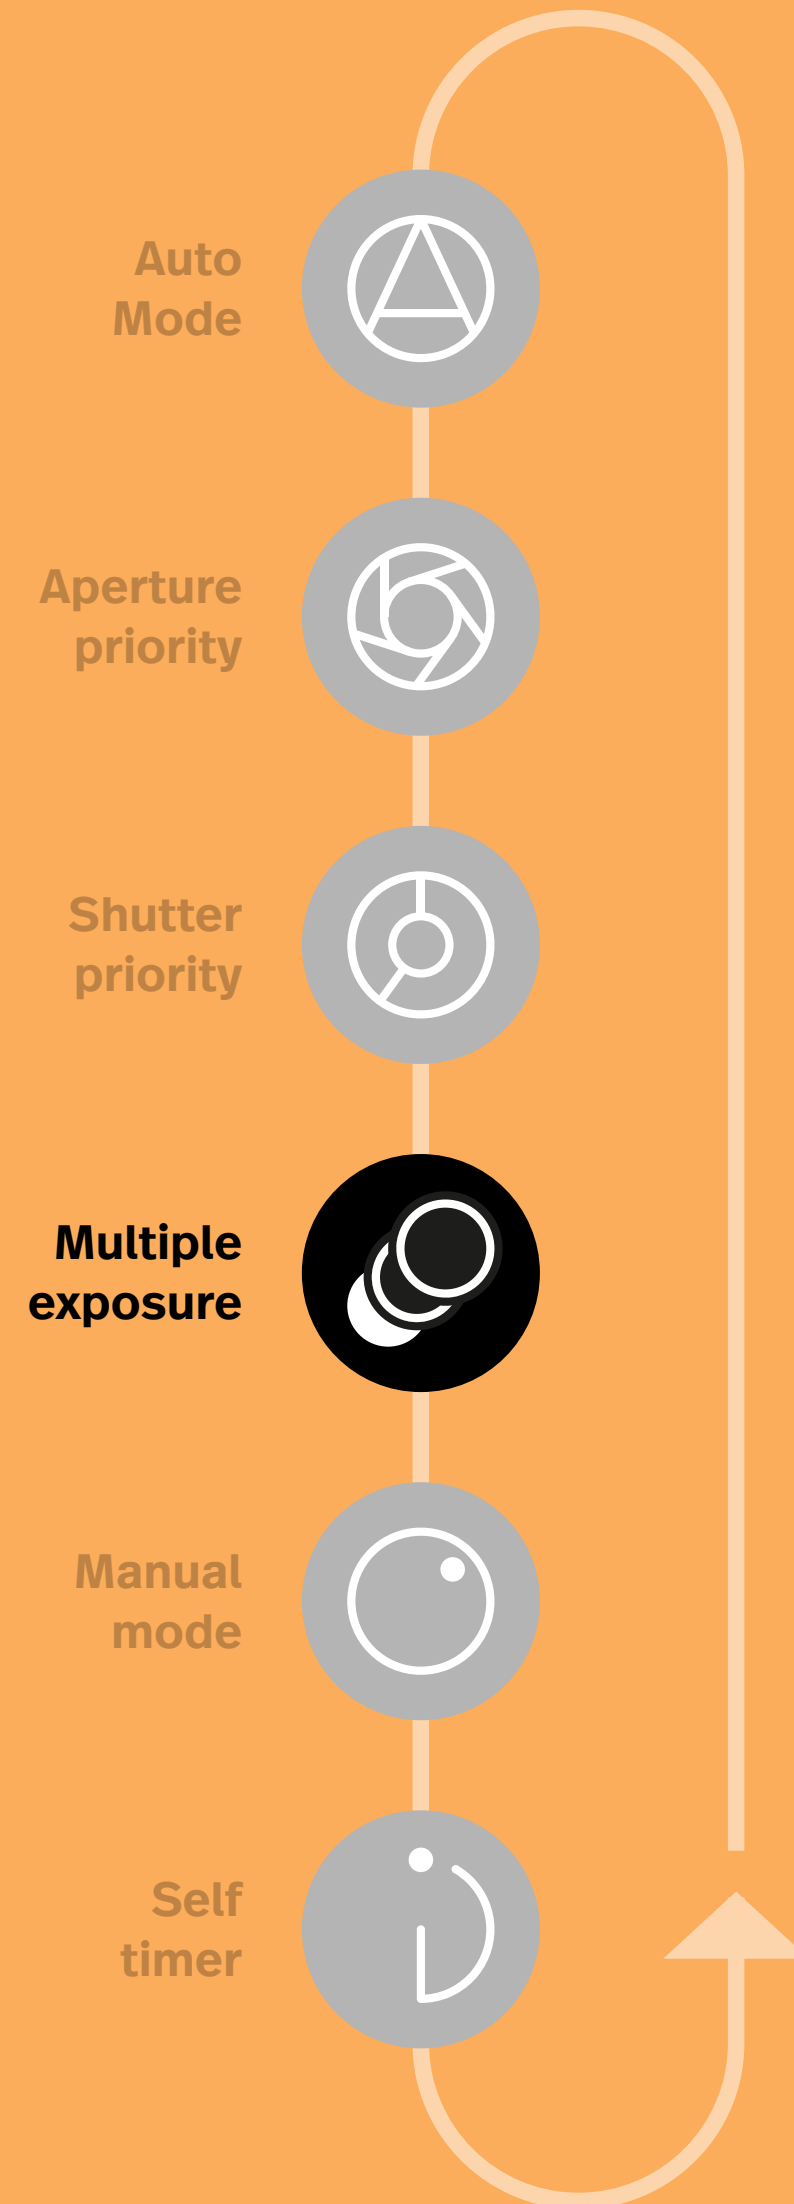 Auto
Mode
Aperture
priority
Shutter
priority
Multiple
exposure
Manual
mode
Self
timer